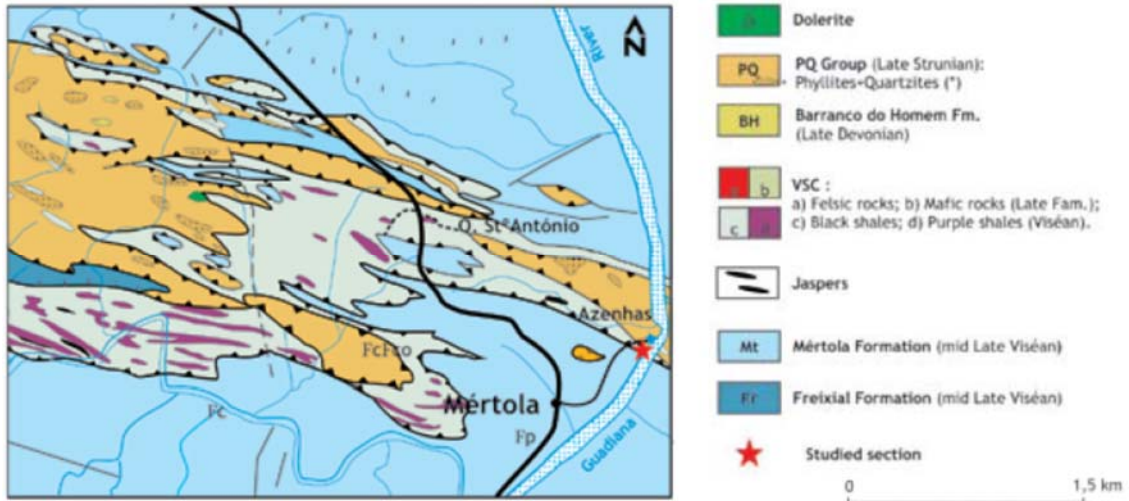 River
N
Q. StºAntónio
Azenhas
FcFco
Mértola
Fc
Fp
Guadiana
Dolerite
PQ
PQ Group (Late Strunian):
Phyllites+Quartzites (*)
BH
Barranco do Homem Fm.
(Late Devonian)
a b
VSC :
a) Felsic rocks; b) Mafic rocks (Late Fam.);
c d
c) Black shales; d) Purple shales (Viséan).
Jaspers
Mt
Mértola Formation (mid Late Viséan)
Fr
Freixial Formation (mid Late Viséan)
Studied section
0 1,5 km